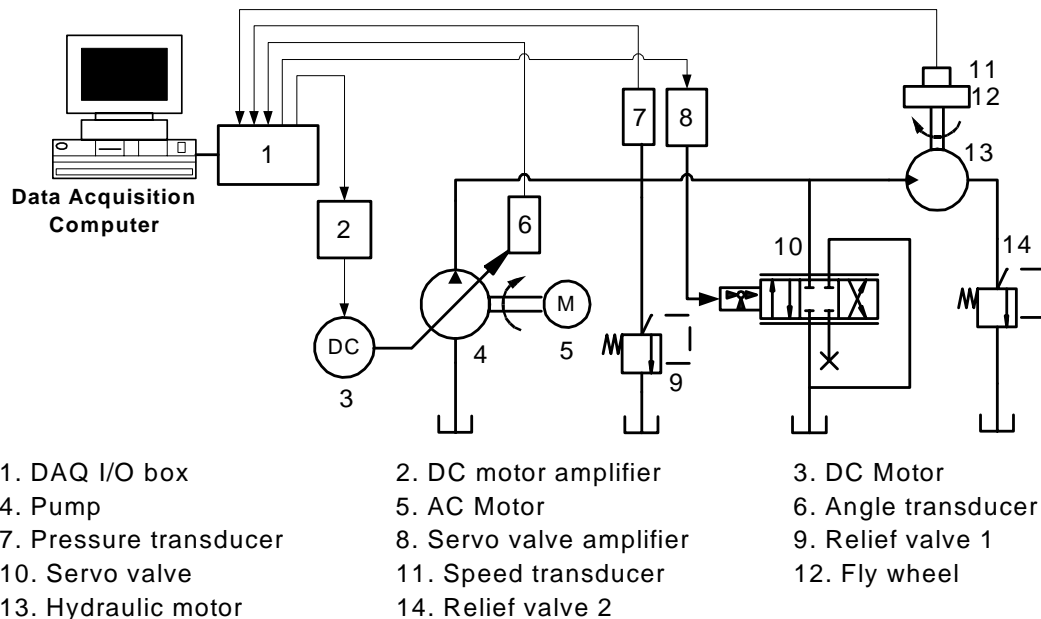 11
12
7
8
1
13
Data Acquisition
Computer
2
6
10
14
M
DC
4
5
9
3
1. DAQ I/O box
2. DC motor amplifier
3. DC Motor
4. Pump
5. AC Motor
6. Angle transducer
7. Pressure transducer
8. Servo valve amplifier
9. Relief valve 1
10. Servo valve
11. Speed transducer
12. Fly wheel
13. Hydraulic motor
14. Relief valve 2